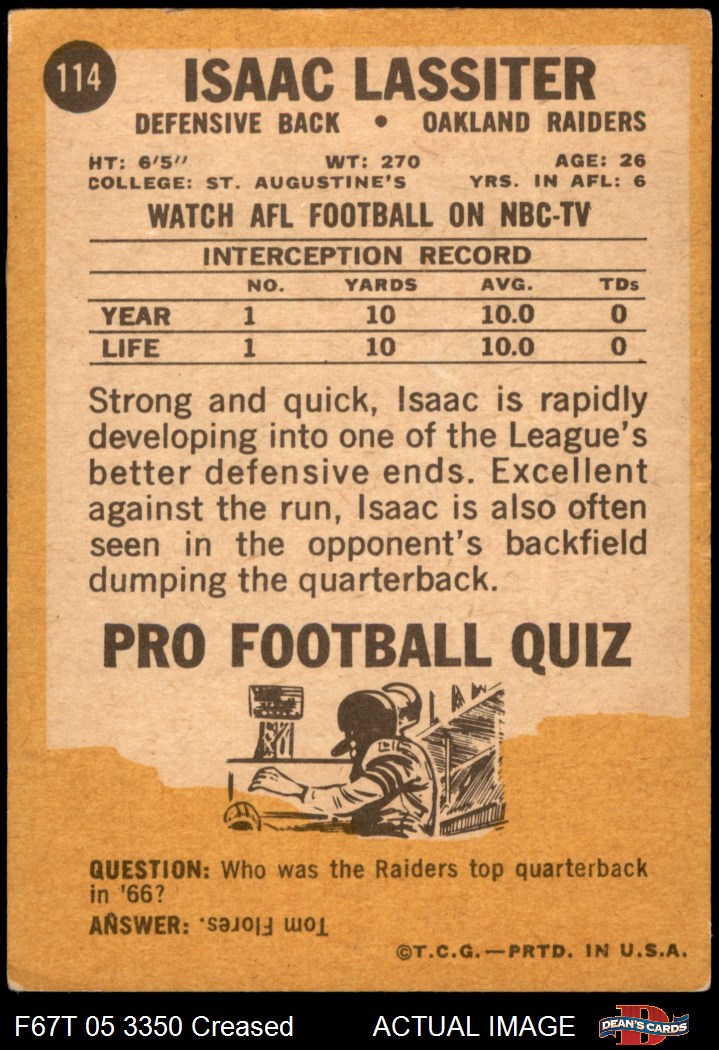 114
ISAAC LASSITER
DEFENSIVE BACK • OAKLAND RAIDERS
HT: 6'5" WT: 270 AGE: 26
COLLEGE: ST. AUGUSTINE'S YRS. IN AFL: 6
WATCH AFL FOOTBALL ON NBC-TV
INTERCEPTION RECORD
NO. YARDS AVG. TDs
YEAR 1 10 10.0 0
LIFE 1 10 10.0 0
Strong and quick, Isaac is rapidly
developing into one of the League's
better defensive ends. Excellent
against the run, Isaac is also often
seen in the opponent's backfield
dumping the quarterback.
PRO FOOTBALL QUIZ
QUESTION: Who was the Raiders top quarterback
in '66?
ANSWER: Tom Flores.
©T.C.G.—PRTD. IN U.S.A.
F67T 05 3350 Creased ACTUAL IMAGE D DEAN'S CARDS